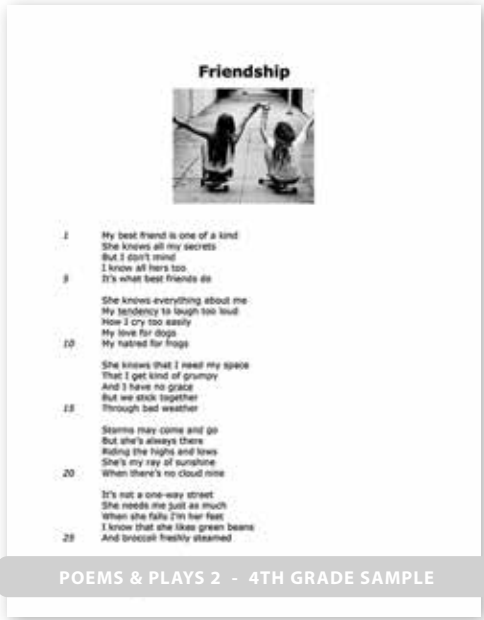 Friendship
1 My best friend is one of a kind
She knows all my secrets
But I don't mind
I know all hers too
5 It's what best friends do
She knows everything about me
My tendency to laugh too loud
How I cry too easily
My love for dogs
10 My hatred for frogs
She knows that I need my space
That I get kind of grumpy
And I have no grace
But we stick together
15 Through bad weather
Storms may come and go
But she's always there
Riding the highs and lows
She's my ray of sunshine
20 When there's no cloud nine
It's not a one-way street
She needs me just as much
When she falls I'm her feet
I know that she likes green beans
25 And broccoli freshly steamed
POEMS & PLAYS 2 - 4TH GRADE SAMPLE